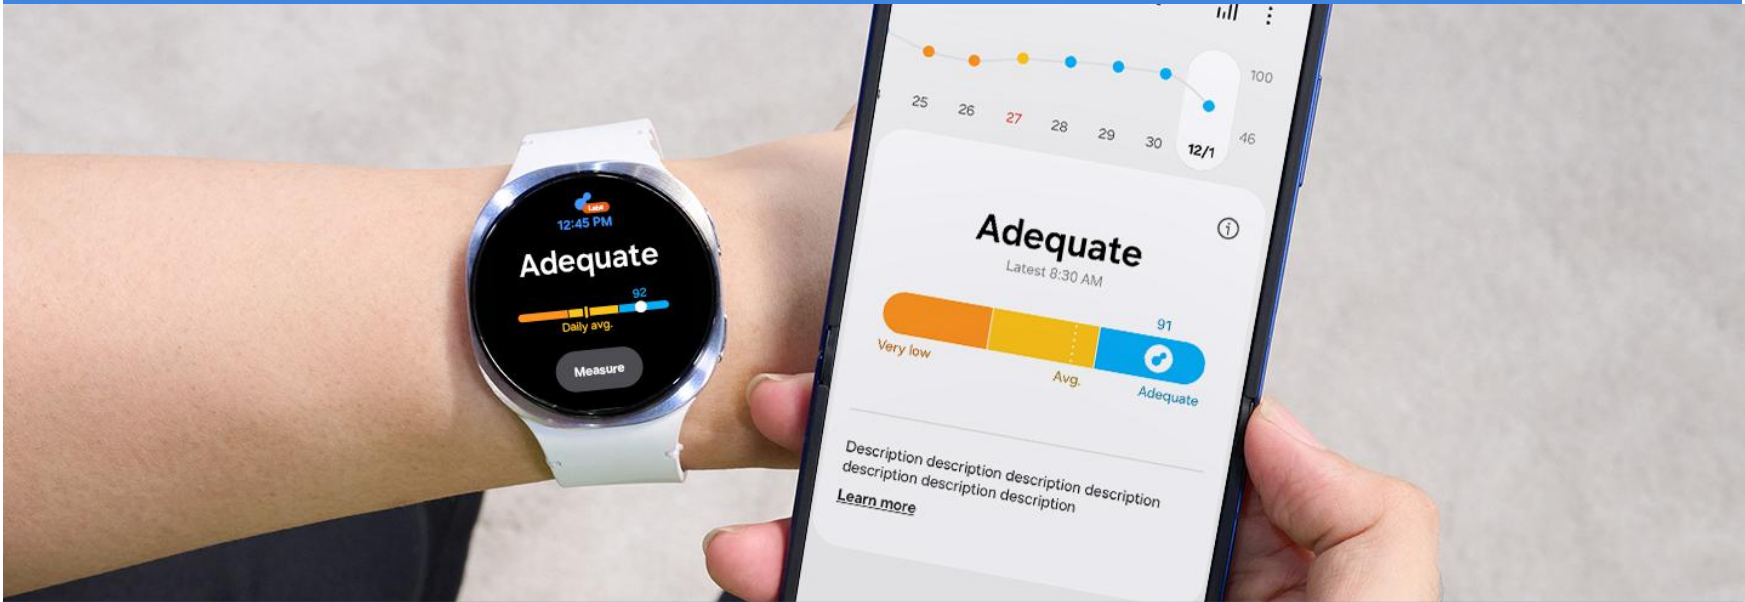 Labs
12:45 PM
Adequate
92
Daily avg.
Measure
100
25 26 27 28 29 30 12/1
46
Adequate
Latest 8:30 AM
91
Very low
Avg.
Adequate
Description description description description
description description description
Learn more